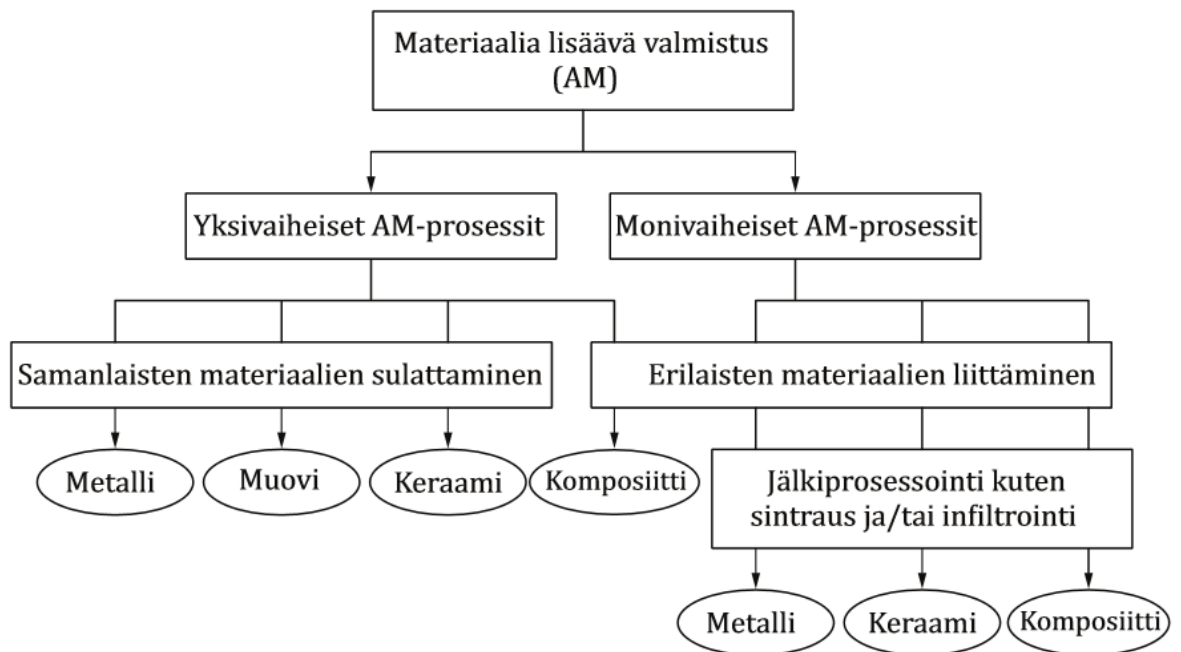 Materiaalia lisäävä valmistus
(AM)
Yksivaiheiset AM-prosessit
Monivaiheiset AM-prosessit
Samanlaisten materiaalien sulattaminen
Erilaisten materiaalien liittäminen
Metalli
Muovi
Keraami
Komposiitti
Jälkiprosessointi kuten
sintraus ja/tai infiltrointi
Metalli
Keraami
Komposiitti